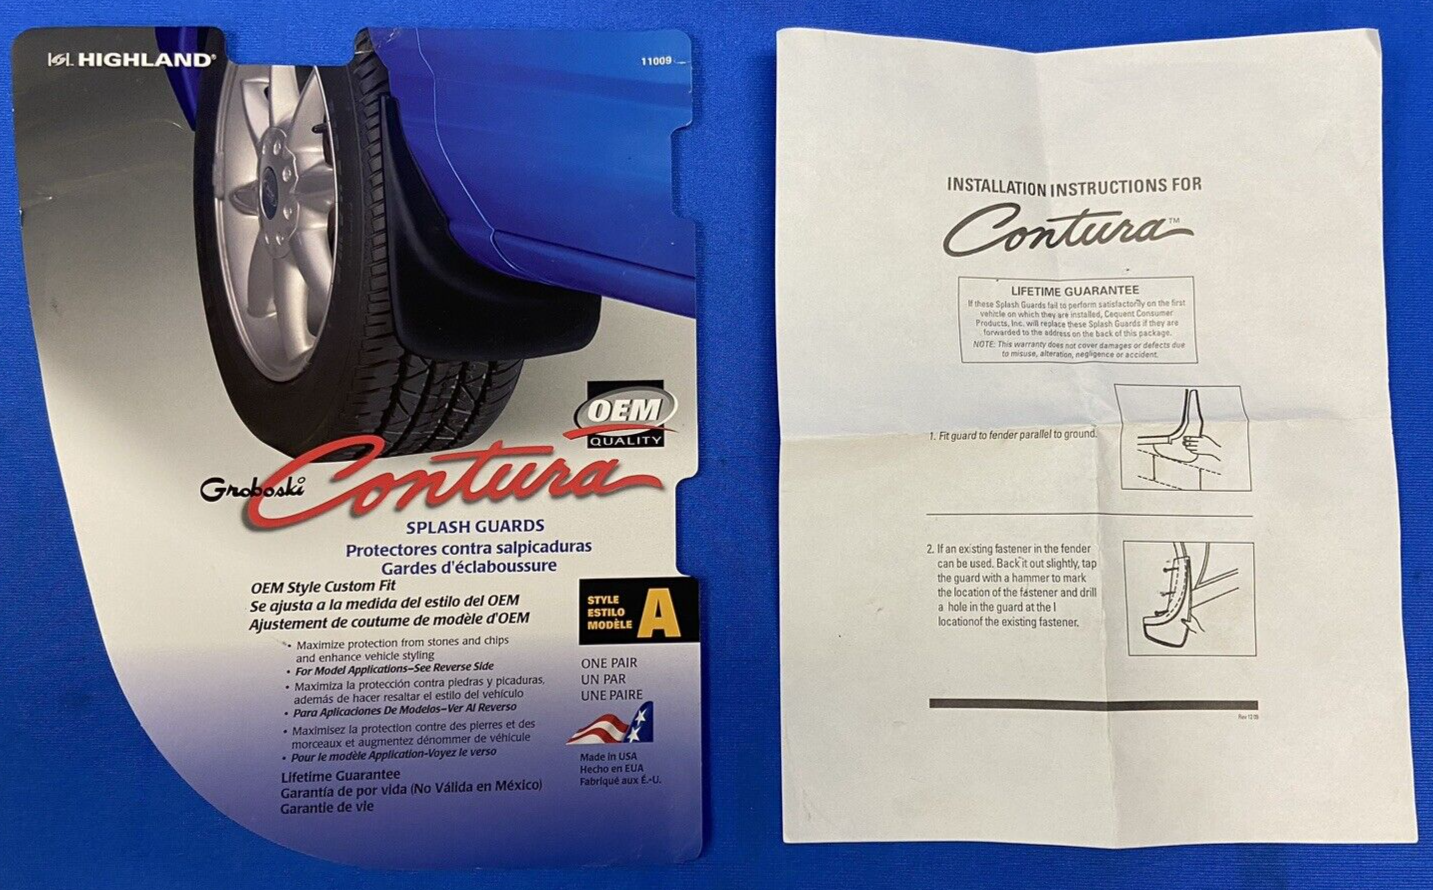 HIGHLAND®
11009
OEM
QUALITY
Groboski
Contura
SPLASH GUARDS
Protectores contra salpicaduras
Gardes d'éclaboussure
OEM Style Custom Fit
Se ajusta a la medida del estilo del OEM
Ajustement de coutume de modèle d'OEM
• Maximize protection from stones and chips
and enhance vehicle styling
• For Model Applications–See Reverse Side
• Maximiza la protección contra piedras y picaduras,
además de hacer resaltar el estilo del vehículo
• Para Aplicaciones De Modelos–Ver Al Reverso
• Maximisez la protection contre des pierres et des
morceaux et augmentez dénommer de véhicule
• Pour le modèle Application-Voyez le verso
Lifetime Guarantee
Garantía de por vida (No Válida en México)
Garantie de vie
STYLE
ESTILO
MODÈLE
A
ONE PAIR
UN PAR
UNE PAIRE
Made in USA
Hecho en EUA
Fabriqué aux É.-U.
INSTALLATION INSTRUCTIONS FOR
Contura™
LIFETIME GUARANTEE
If these Splash Guards fail to perform satisfactorily on the first
vehicle on which they are installed, Cequent Consumer
Products, Inc. will replace these Splash Guards if they are
forwarded to the address on the back of this package.
NOTE: This warranty does not cover damages or defects due
to misuse, alteration, negligence or accident.
1. Fit guard to fender parallel to ground.
2. If an existing fastener in the fender
can be used. Back it out slightly, tap
the guard with a hammer to mark
the location of the fastener and drill
a hole in the guard at the l
locationof the existing fastener.